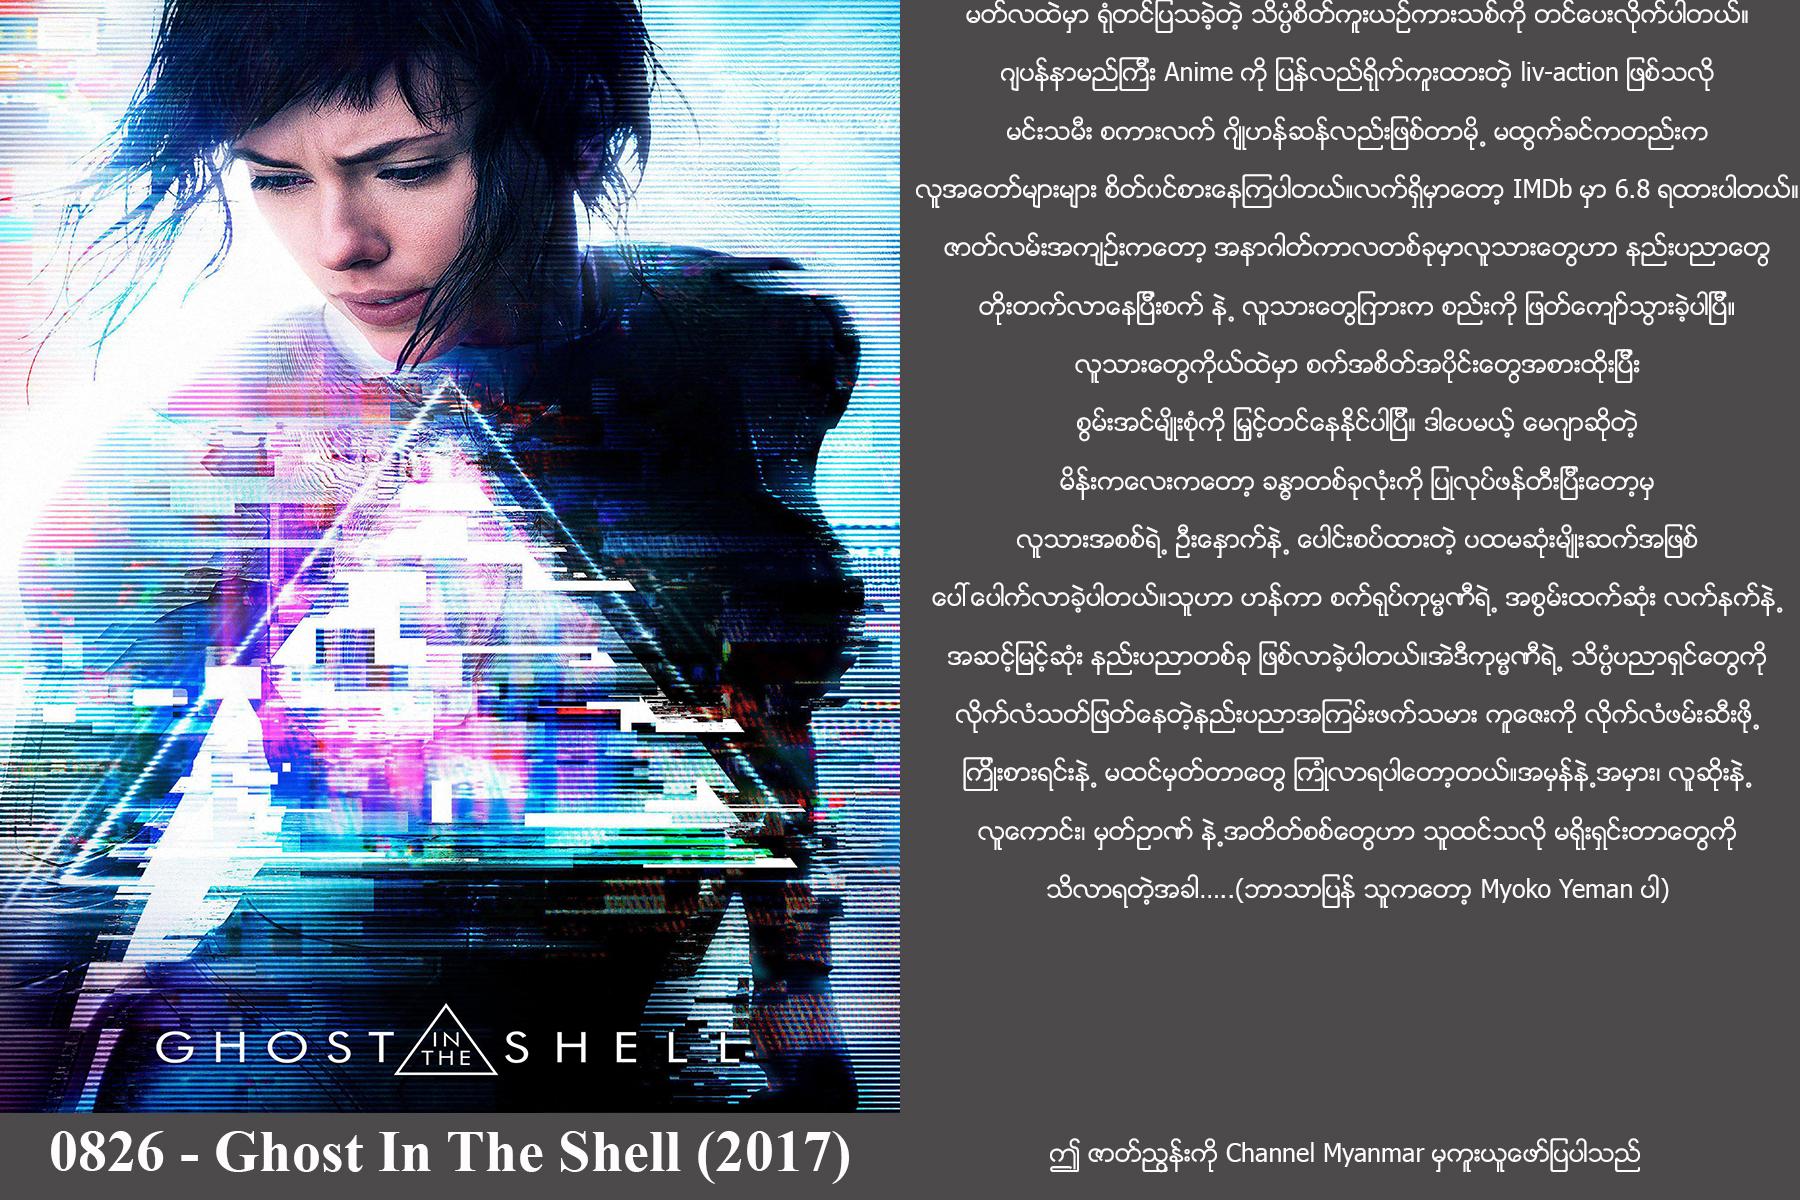 GHOST IN THE SHELL
0826 - Ghost In The Shell (2017)
မတ်လထဲမှာ ရုံတင်ပြသခဲ့တဲ့ သိပ္ပံစိတ်ကူးယဉ်ကားသစ်ကို တင်ပေးလိုက်ပါတယ်။
ဂျပန်နာမည်ကြီး Anime ကို ပြန်လည်ရိုက်ကူးထားတဲ့ liv-action ဖြစ်သလို
မင်းသမီး စကားလက် ဂျိုဟန်ဆန်လည်းဖြစ်တာမို့ မထွက်ခင်ကတည်းက
လူအတော်များများ စိတ်ဝင်စားနေကြပါတယ်။လက်ရှိမှာတော့ IMDb မှာ 6.8 ရထားပါတယ်။
ဇာတ်လမ်းအကျဉ်းကတော့ အနာဂါတ်ကာလတစ်ခုမှာလူသားတွေဟာ နည်းပညာတွေ
တိုးတက်လာနေပြီးစက် နဲ့ လူသားတွေကြားက စည်းကို ဖြတ်ကျော်သွားခဲ့ပါပြီ။
လူသားတွေကိုယ်ထဲမှာ စက်အစိတ်အပိုင်းတွေအစားထိုးပြီး
စွမ်းအင်မျိုးစုံကို မြှင့်တင်နေနိုင်ပါပြီ။ ဒါပေမယ့် မေဂျာဆိုတဲ့
မိန်းကလေးကတော့ ခန္ဓာတစ်ခုလုံးကို ပြုလုပ်ဖန်တီးပြီးတော့မှ
လူသားအစစ်ရဲ့ ဦးနှောက်နဲ့ ပေါင်းစပ်ထားတဲ့ ပထမဆုံးမျိုးဆက်အဖြစ်
ပေါ်ပေါက်လာခဲ့ပါတယ်။သူဟာ ဟန်ကာ စက်ရုပ်ကုမ္မဏီရဲ့ အစွမ်းထက်ဆုံး လက်နက်နဲ့
အဆင့်မြင့်ဆုံး နည်းပညာတစ်ခု ဖြစ်လာခဲ့ပါတယ်။အဲဒီကုမ္မဏီရဲ့ သိပ္ပံပညာရှင်တွေကို
လိုက်လံသတ်ဖြတ်နေတဲ့နည်းပညာအကြမ်းဖက်သမား ကူဇေးကို လိုက်လံဖမ်းဆီးဖို့
ကြိုးစားရင်းနဲ့ မထင်မှတ်တာတွေ ကြုံလာရပါတော့တယ်။အမှန်နဲ့အမှား၊ လူဆိုးနဲ့
လူကောင်း၊ မှတ်ဉာဏ် နဲ့အတိတ်စစ်တွေဟာ သူထင်သလို မရိုးရှင်းတာတွေကို
သိလာရတဲ့အခါ.....(ဘာသာပြန် သူကတော့ Myoko Yeman ပါ)
ဤ ဇာတ်ညွှန်းကို Channel Myanmar မှကူးယူဖော်ပြပါသည်